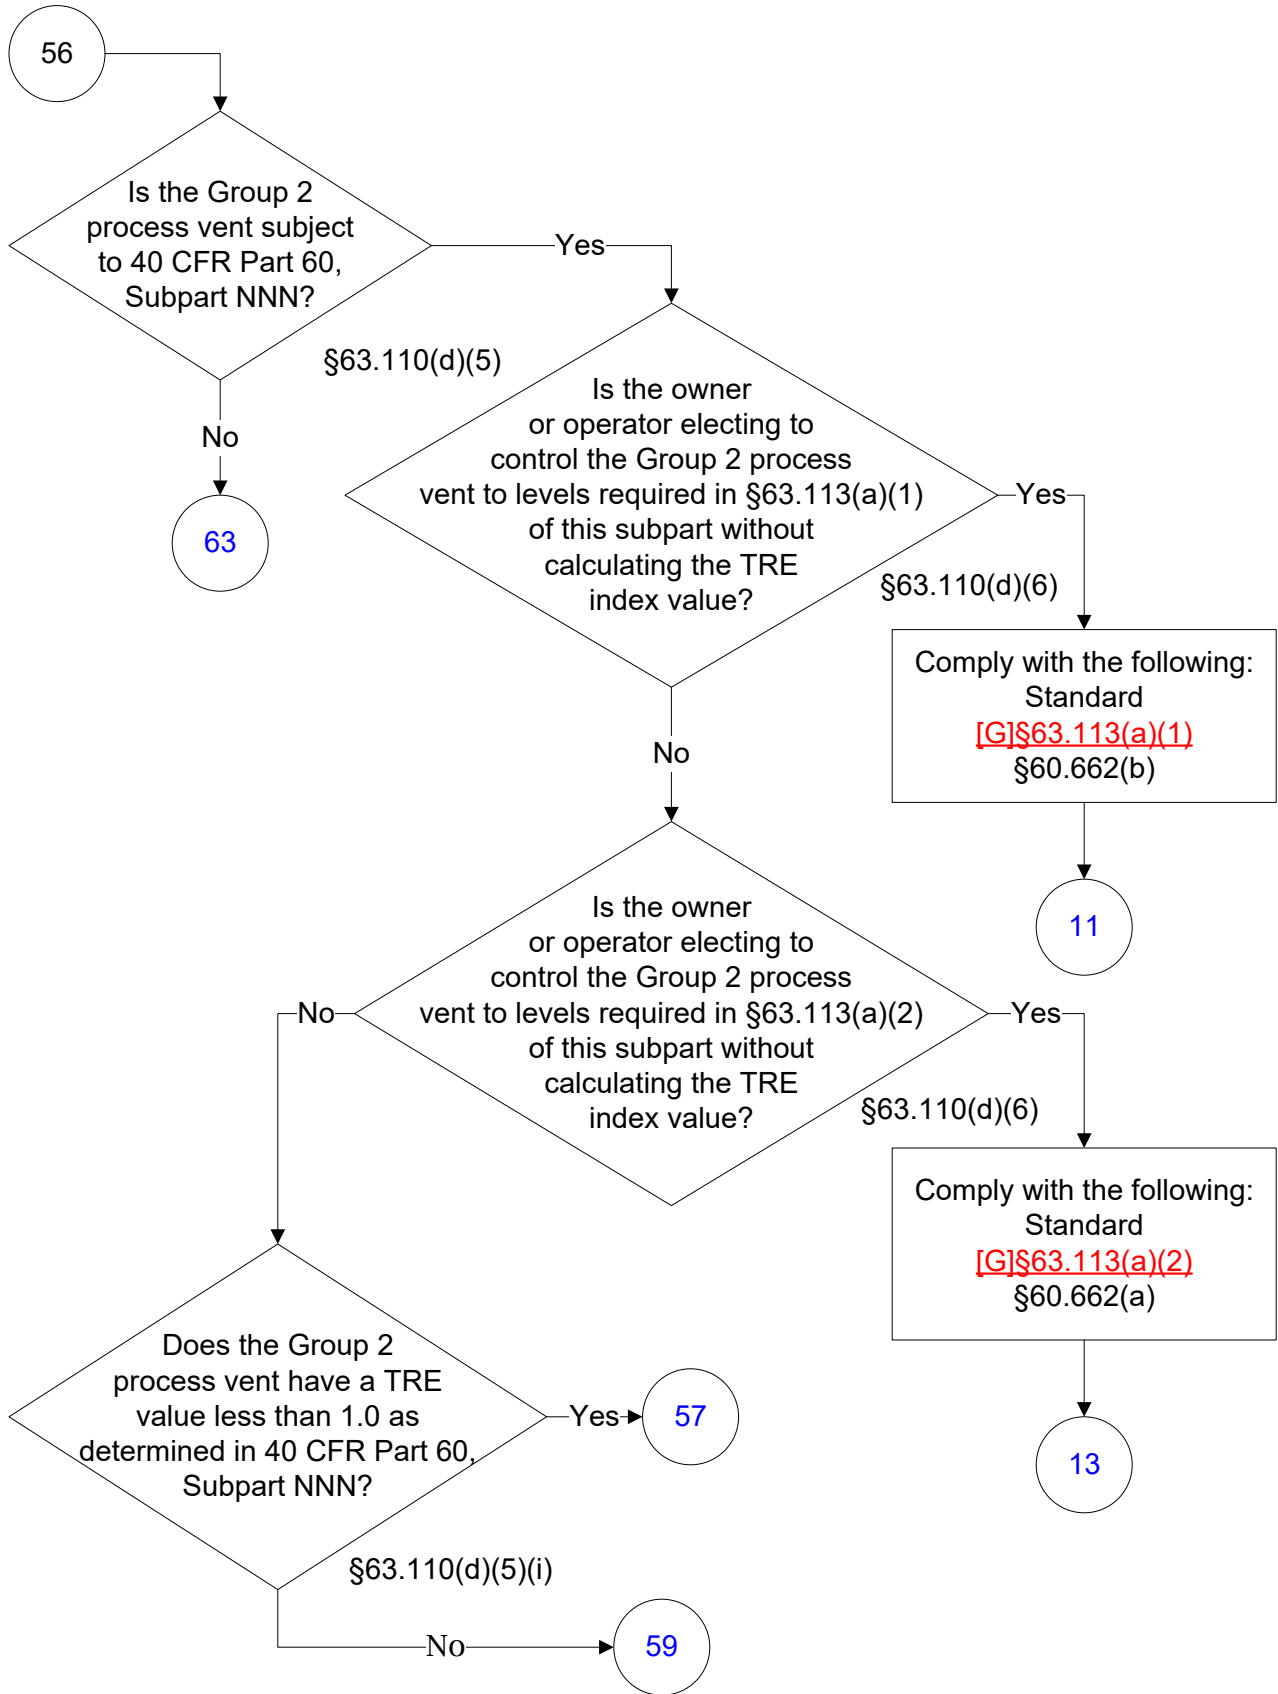 56
Is the Group 2
process vent subject
to 40 CFR Part 60,
Subpart NNN?
Yes
§63.110(d)(5)
No
63
Is the owner
or operator electing to
control the Group 2 process
vent to levels required in §63.113(a)(1)
of this subpart without
calculating the TRE
index value?
Yes
§63.110(d)(6)
Comply with the following:
Standard
[G]§63.113(a)(1)
§60.662(b)
11
No
Is the owner
or operator electing to
control the Group 2 process
vent to levels required in §63.113(a)(2)
of this subpart without
calculating the TRE
index value?
Yes
§63.110(d)(6)
Comply with the following:
Standard
[G]§63.113(a)(2)
§60.662(a)
13
No
Does the Group 2
process vent have a TRE
value less than 1.0 as
determined in 40 CFR Part 60,
Subpart NNN?
Yes
57
§63.110(d)(5)(i)
No
59